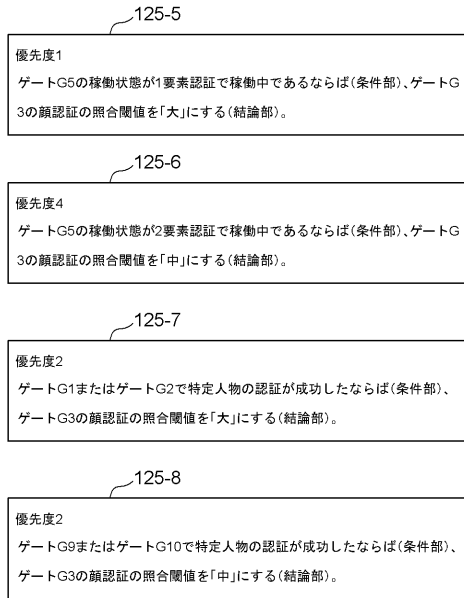 125-5
優先度1
ゲートG5の稼働状態が1要素認証で稼働中であるならば(条件部)、ゲートG
3の顔認証の照合閾値を「大」にする(結論部)。
125-6
優先度4
ゲートG5の稼働状態が2要素認証で稼働中であるならば(条件部)、ゲートG
3の顔認証の照合閾値を「中」にする(結論部)。
125-7
優先度2
ゲートG1またはゲートG2で特定人物の認証が成功したならば(条件部)、
ゲートG3の顔認証の照合閾値を「大」にする(結論部)。
125-8
優先度2
ゲートG9またはゲートG10で特定人物の認証が成功したならば(条件部)、
ゲートG3の顔認証の照合閾値を「中」にする(結論部)。